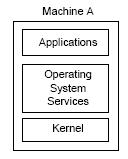 Machine A
Applications
Operating
System
Services
Kernel